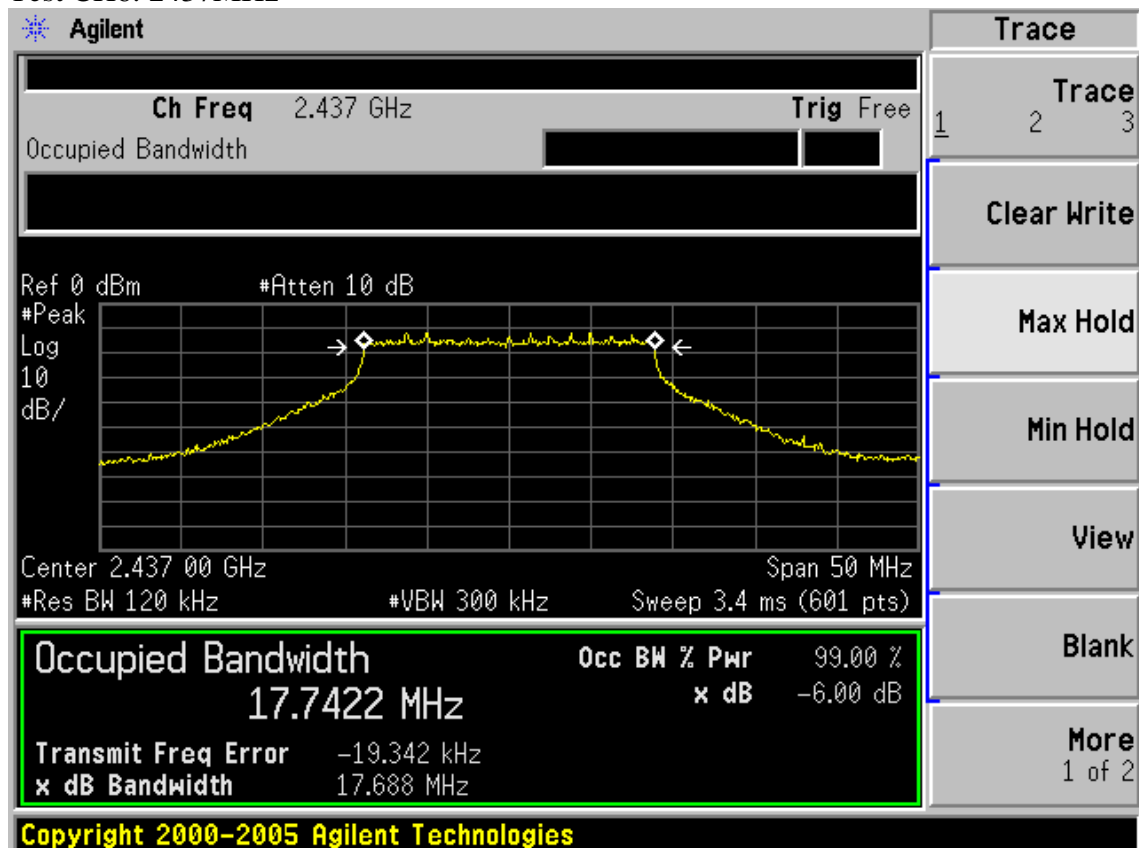 Agilent
Trace
Ch Freq 2.437 GHz Trig Free
Occupied Bandwidth
Trace
1 2 3
Clear Write
Max Hold
Min Hold
View
Blank
More
1 of 2
Ref 0 dBm #Atten 10 dB
#Peak
Log
10
dB/
Center 2.437 00 GHz Span 50 MHz
#Res BW 120 kHz #VBW 300 kHz Sweep 3.4 ms (601 pts)
Occupied Bandwidth Occ BW % Pwr 99.00 %
17.7422 MHz x dB -6.00 dB
Transmit Freq Error -19.342 kHz
x dB Bandwidth 17.688 MHz
Copyright 2000-2005 Agilent Technologies